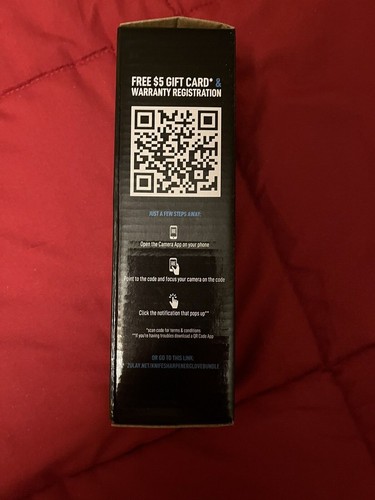 FREE $5 GIFT CARD* &
WARRANTY REGISTRATION
JUST A FEW STEPS AWAY.
Open the Camera App on your phone
Point to the code and focus your camera on the code
Click the notification that pops up**
*scan code for terms & conditions
**If you're having troubles download a QR Code App
OR GO TO THIS LINK: